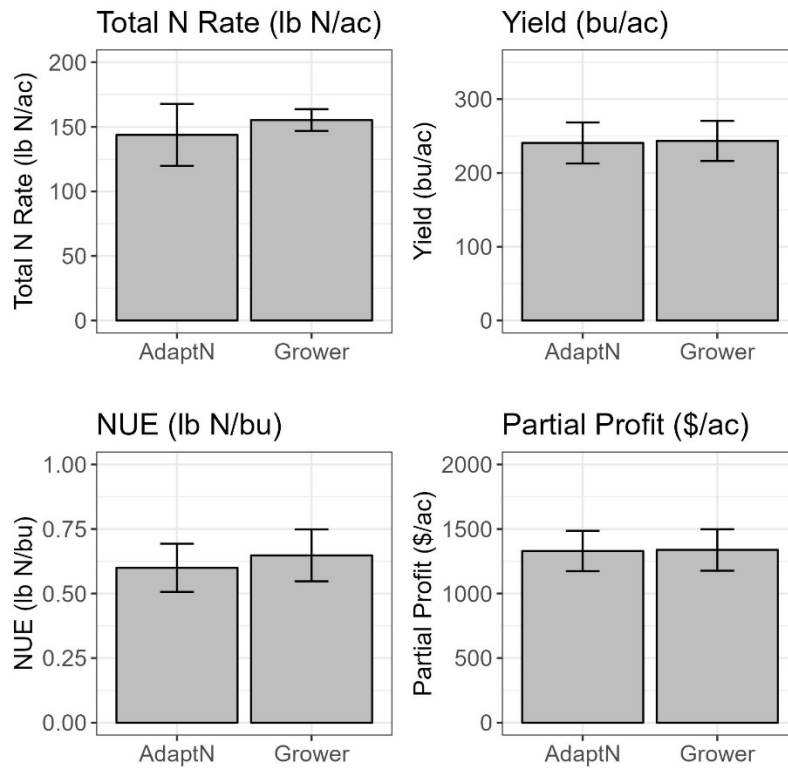 Total N Rate (lb N/ac)
Total N Rate (lb N/ac)
200
150
100
50
0
AdaptN Grower
Yield (bu/ac)
Yield (bu/ac)
300
200
100
0
AdaptN Grower
NUE (lb N/bu)
NUE (lb N/bu)
1.00
0.75
0.50
0.25
0.00
AdaptN Grower
Partial Profit ($/ac)
Partial Profit ($/ac)
2000
1500
1000
500
0
AdaptN Grower